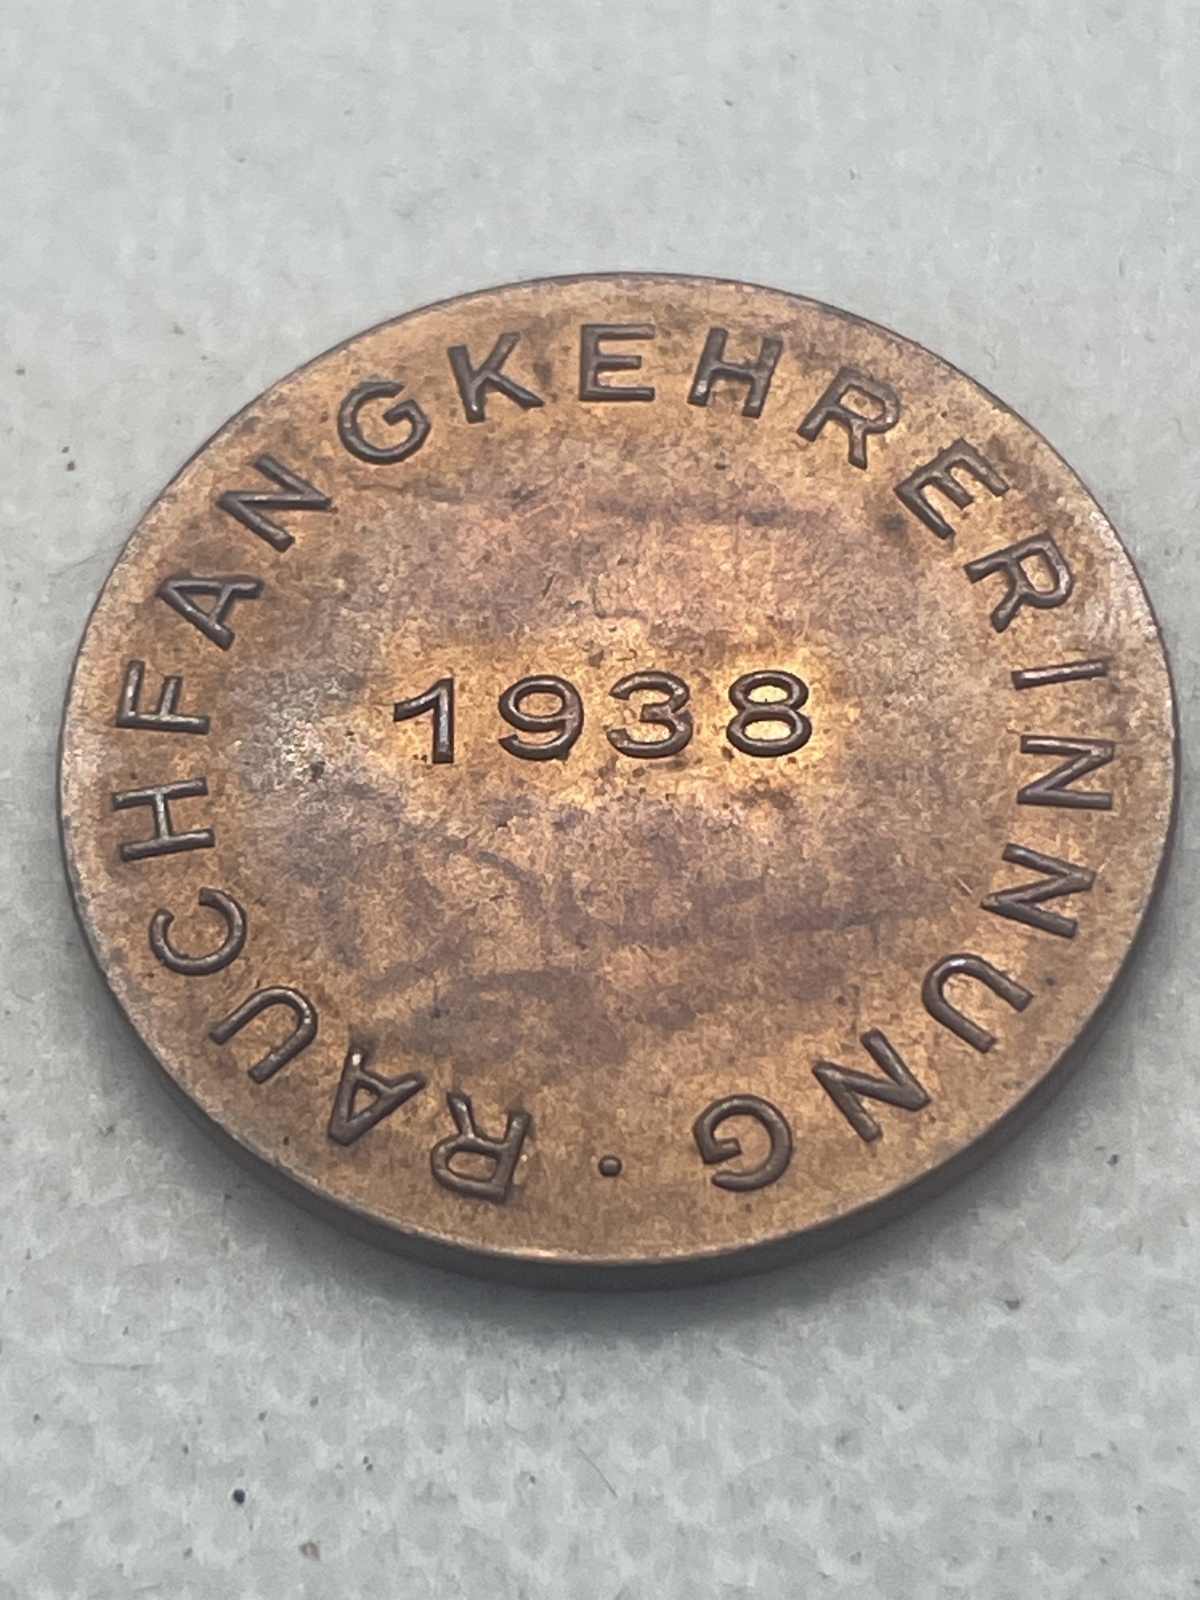 RAUCHFANGKEHRERINNUNG ·
1938